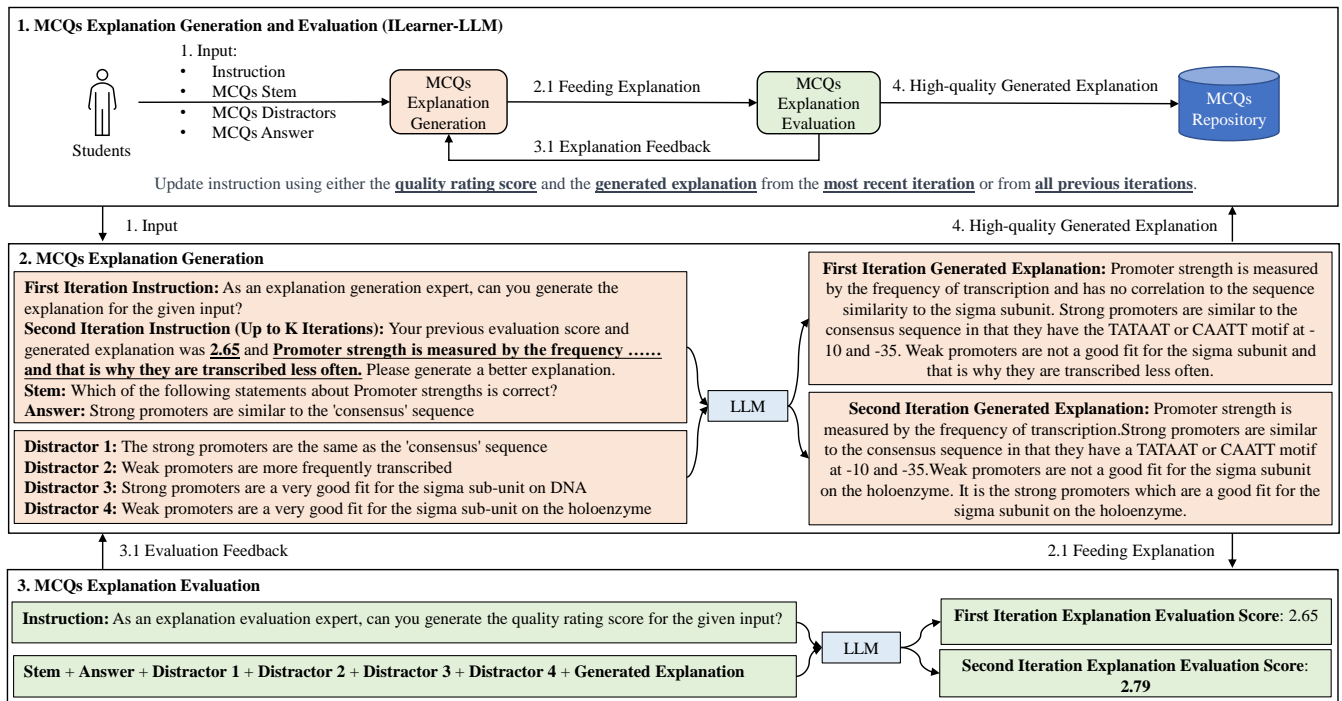 1. MCQs Explanation Generation and Evaluation (ILearner-LLM)
1. Input:
• Instruction
• MCQs Stem
• MCQs Distractors
• MCQs Answer
Students
MCQs
Explanation
Generation
2.1 Feeding Explanation
3.1 Explanation Feedback
MCQs
Explanation
Evaluation
4. High-quality Generated Explanation
MCQs
Repository
Update instruction using either the quality rating score and the generated explanation from the most recent iteration or from all previous iterations.
1. Input
4. High-quality Generated Explanation
2. MCQs Explanation Generation
First Iteration Instruction: As an explanation generation expert, can you generate the
explanation for the given input?
Second Iteration Instruction (Up to K Iterations): Your previous evaluation score and
generated explanation was 2.65 and Promoter strength is measured by the frequency ……
and that is why they are transcribed less often. Please generate a better explanation.
Stem: Which of the following statements about Promoter strengths is correct?
Answer: Strong promoters are similar to the 'consensus' sequence
Distractor 1: The strong promoters are the same as the 'consensus' sequence
Distractor 2: Weak promoters are more frequently transcribed
Distractor 3: Strong promoters are a very good fit for the sigma sub-unit on DNA
Distractor 4: Weak promoters are a very good fit for the sigma sub-unit on the holoenzyme
LLM
First Iteration Generated Explanation: Promoter strength is measured
by the frequency of transcription and has no correlation to the sequence
similarity to the sigma subunit. Strong promoters are similar to the
consensus sequence in that they have the TATAAT or CAATT motif at -
10 and -35. Weak promoters are not a good fit for the sigma subunit and
that is why they are transcribed less often.
Second Iteration Generated Explanation: Promoter strength is
measured by the frequency of transcription.Strong promoters are similar
to the consensus sequence in that they have a TATAAT or CAATT motif
at -10 and -35.Weak promoters are not a good fit for the sigma subunit
on the holoenzyme. It is the strong promoters which are a good fit for the
sigma subunit on the holoenzyme.
3.1 Evaluation Feedback
2.1 Feeding Explanation
3. MCQs Explanation Evaluation
Instruction: As an explanation evaluation expert, can you generate the quality rating score for the given input?
Stem + Answer + Distractor 1 + Distractor 2 + Distractor 3 + Distractor 4 + Generated Explanation
LLM
First Iteration Explanation Evaluation Score: 2.65
Second Iteration Explanation Evaluation Score:
2.79